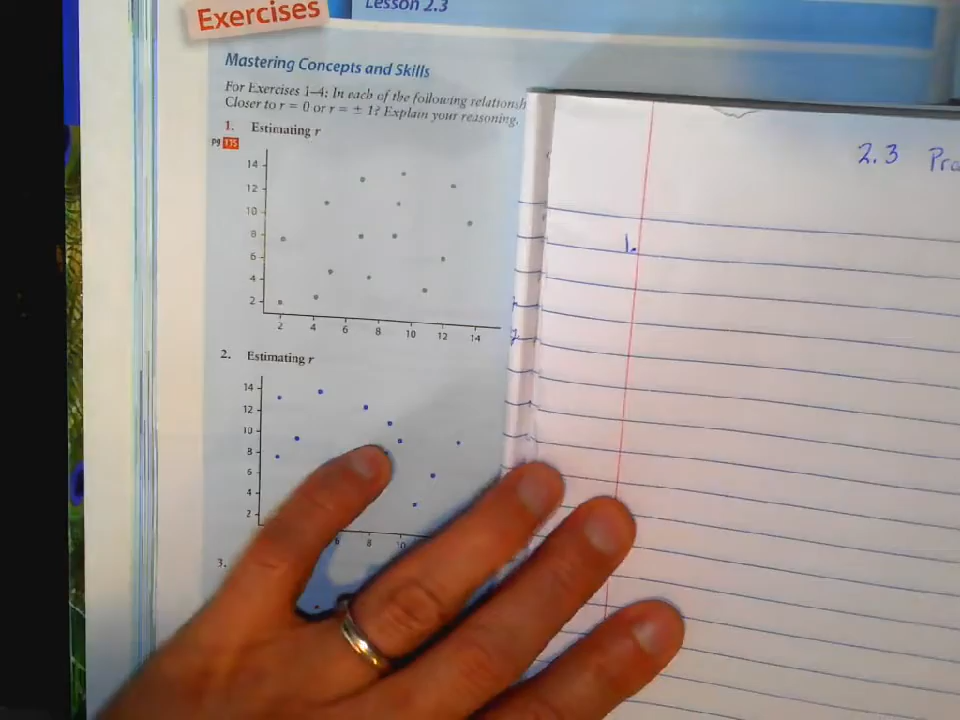 Exercises
Lesson 2.3
Mastering Concepts and Skills
For Exercises 1–4: In each of the following relationsh
Closer to r = 0 or r = ± 1? Explain your reasoning.
1. Estimating r
Pg 115
14
12
10
8
6
4
2
2 4 6 8 10 12 14
2. Estimating r
14
12
10
8
6
4
2
6 8 10
3.
2.3 Pra
1.